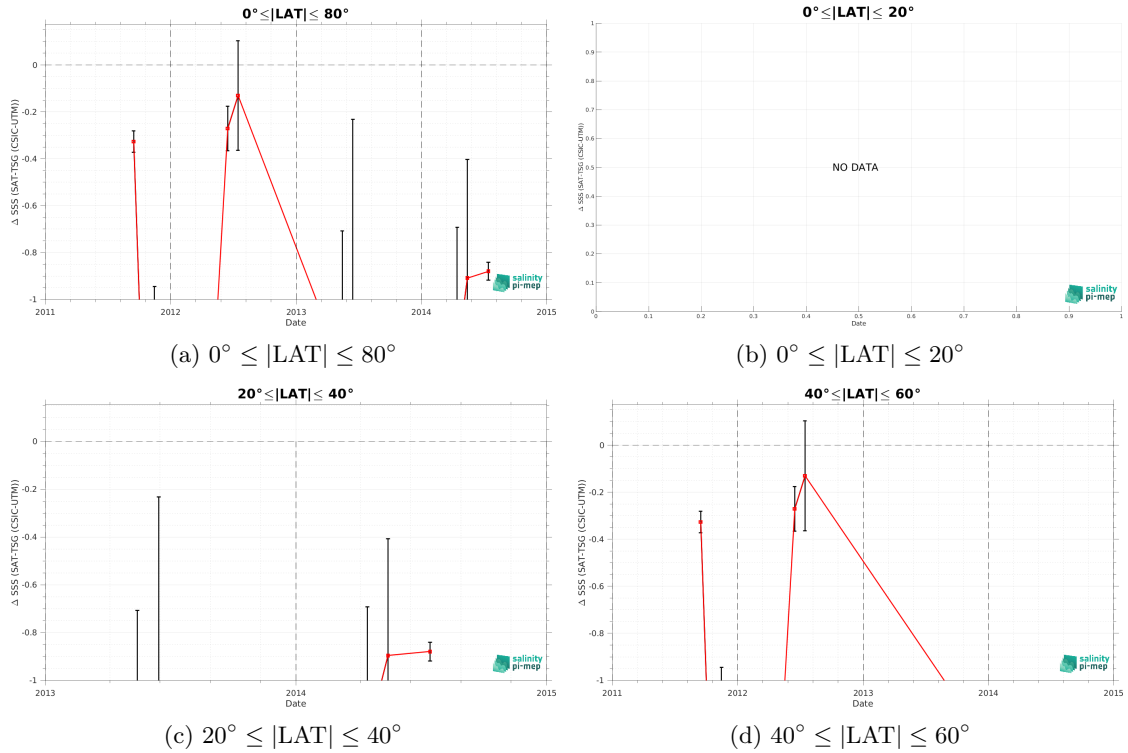 0°≤|LAT|≤ 80°
Δ SSS (SAT-TSG (CSIC-UTM))
0
-0.2
-0.4
-0.6
-0.8
-1
2011
2012
2013
2014
2015
Date
salinity
pi-mep
(a) 0° ≤ |LAT| ≤ 80°
0°≤|LAT|≤ 20°
Δ SSS (SAT-TSG (CSIC-UTM))
1
0.9
0.8
0.7
0.6
0.5
0.4
0.3
0.2
0.1
0
NO DATA
0
0.1
0.2
0.3
0.4
0.5
0.6
0.7
0.8
0.9
1
Date
salinity
pi-mep
(b) 0° ≤ |LAT| ≤ 20°
20°≤|LAT|≤ 40°
Δ SSS (SAT-TSG (CSIC-UTM))
0
-0.2
-0.4
-0.6
-0.8
-1
2013
2014
2015
Date
salinity
pi-mep
(c) 20° ≤ |LAT| ≤ 40°
40°≤|LAT|≤ 60°
Δ SSS (SAT-TSG (CSIC-UTM))
0
-0.2
-0.4
-0.6
-0.8
-1
2011
2012
2013
2014
2015
Date
salinity
pi-mep
(d) 40° ≤ |LAT| ≤ 60°